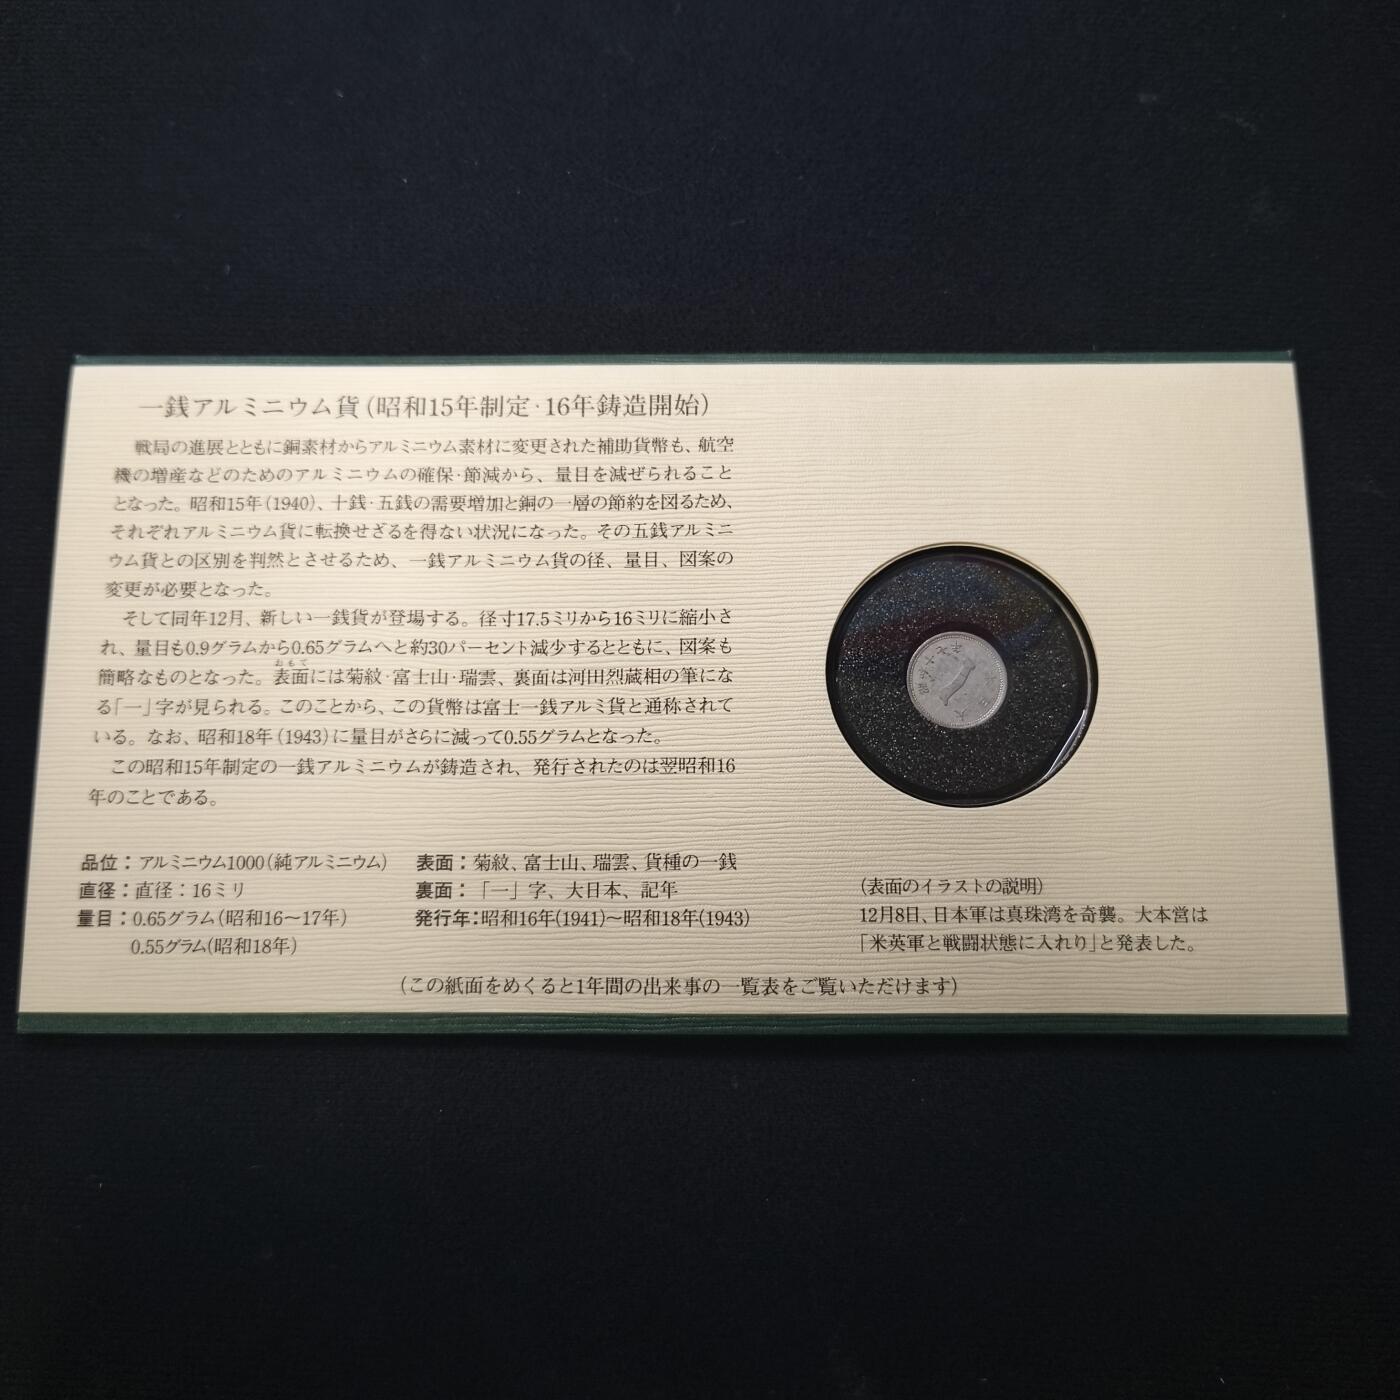 一銭アルミニウム貨(昭和15年制定·16年鋳造開始)
戦局の進展とともに銅素材からアルミニウム素材に変更された補助貨幣も、航空
機の増産などのためのアルミニウムの確保·節減から、量目を減ぜられること
となった。昭和15年(1940)、十銭·五銭の需要増加と銅の一層の節約を図るため、
それぞれアルミニウム貨に転換せざるを得ない状況になった。その五銭アルミニ
ウム貨との区別を判然とさせるため、一銭アルミニウム貨の径、量目、図案の
変更が必要となった。
そして同年12月、新しい一銭貨が登場する。径寸17.5ミリから16ミリに縮小さ
れ、量目も0.9グラムから0.65グラムへと約30パーセント減少するとともに、図案も
おもて
簡略なものとなった。表面には菊紋·富士山·瑞雲、裏面は河田烈蔵相の筆にな
る「一」字が見られる。このことから、この貨幣は富士一銭アルミ貨と通称されて
いる。なお、昭和18年(1943)に量目がさらに減って0.55グラムとなった。
この昭和15年制定の一銭アルミニウムが鋳造され、発行されたのは翌昭和16
年のことである。
品位：アルミニウム1000(純アルミニウム)
直径：直径：16ミリ
量目：0.65グラム(昭和16～17年)
0.55グラム(昭和18年)
表面：菊紋、富士山、瑞雲、貨種の一銭
裏面：「一」字、大日本、記年
発行年：昭和16年(1941)～昭和18年(1943)
(表面のイラストの説明)
12月8日、日本軍は真珠湾を奇襲。大本営は
「米英軍と戦闘状態に入れり」と発表した。
(この紙面をめくると1年間の出来事の一覧表をご覧いただけます)